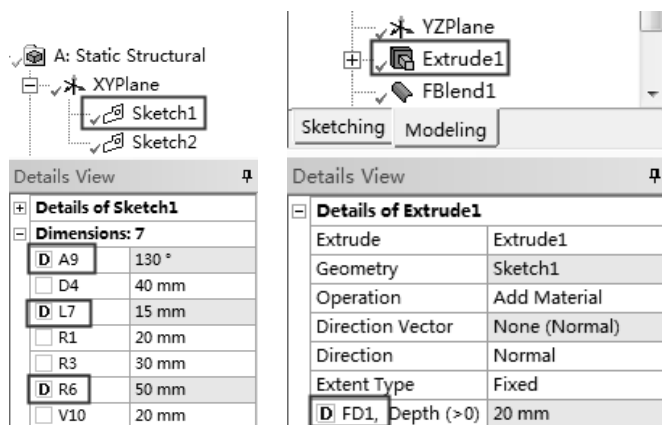 A: Static Structural
XYPlane
Sketch1
Sketch2
Details View
Details of Sketch1
Dimensions: 7
D A9 130 °
D4 40 mm
D L7 15 mm
R1 20 mm
R3 30 mm
D R6 50 mm
V10 20 mm
YZPlane
Extrude1
FBlend1
Sketching Modeling
Details View
Details of Extrude1
Extrude Extrude1
Geometry Sketch1
Operation Add Material
Direction Vector None (Normal)
Direction Normal
Extent Type Fixed
D FD1, Depth (>0) 20 mm